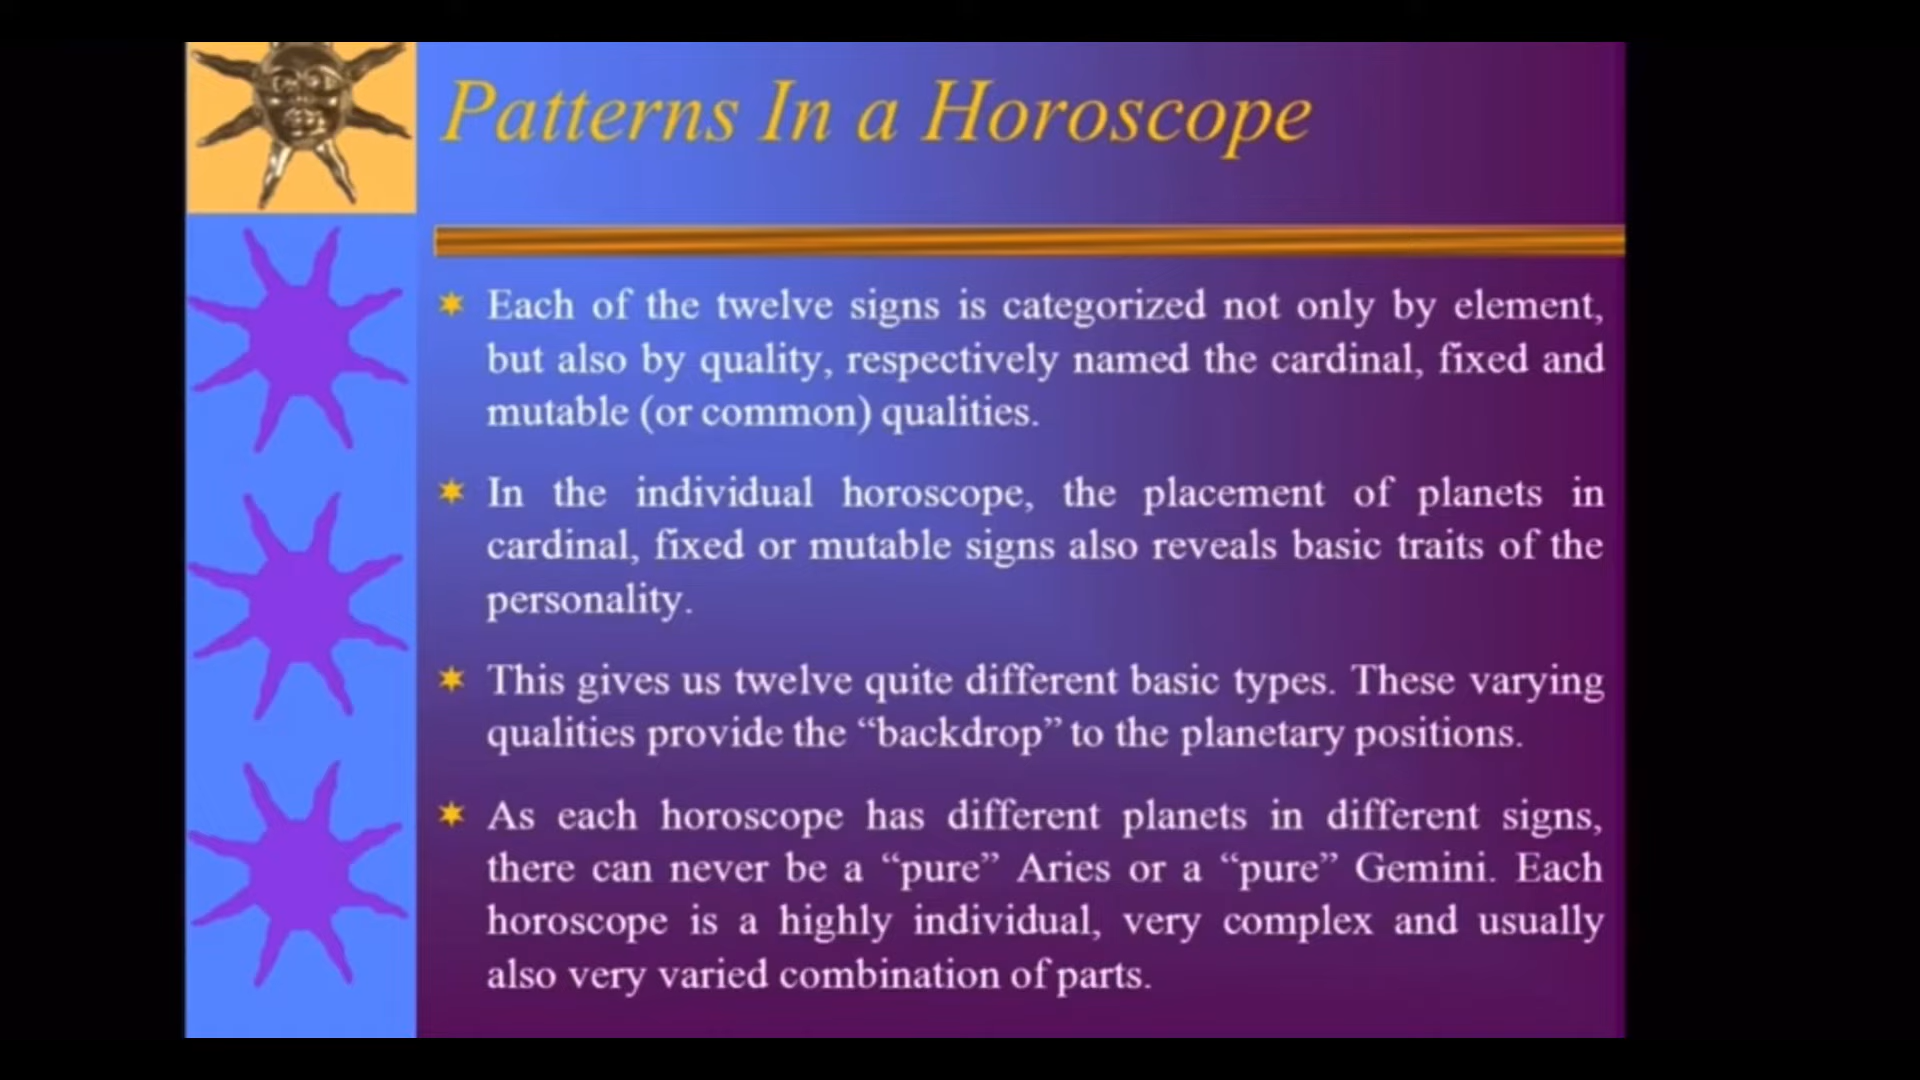 Patterns In a Horoscope
Each of the twelve signs is categorized not only by element,
but also by quality, respectively named the cardinal, fixed and
mutable (or common) qualities.
In the individual horoscope, the placement of planets in
cardinal, fixed or mutable signs also reveals basic traits of the
personality.
This gives us twelve quite different basic types. These varying
qualities provide the “backdrop” to the planetary positions.
As each horoscope has different planets in different signs,
there can never be a “pure” Aries or a “pure” Gemini. Each
horoscope is a highly individual, very complex and usually
also very varied combination of parts.